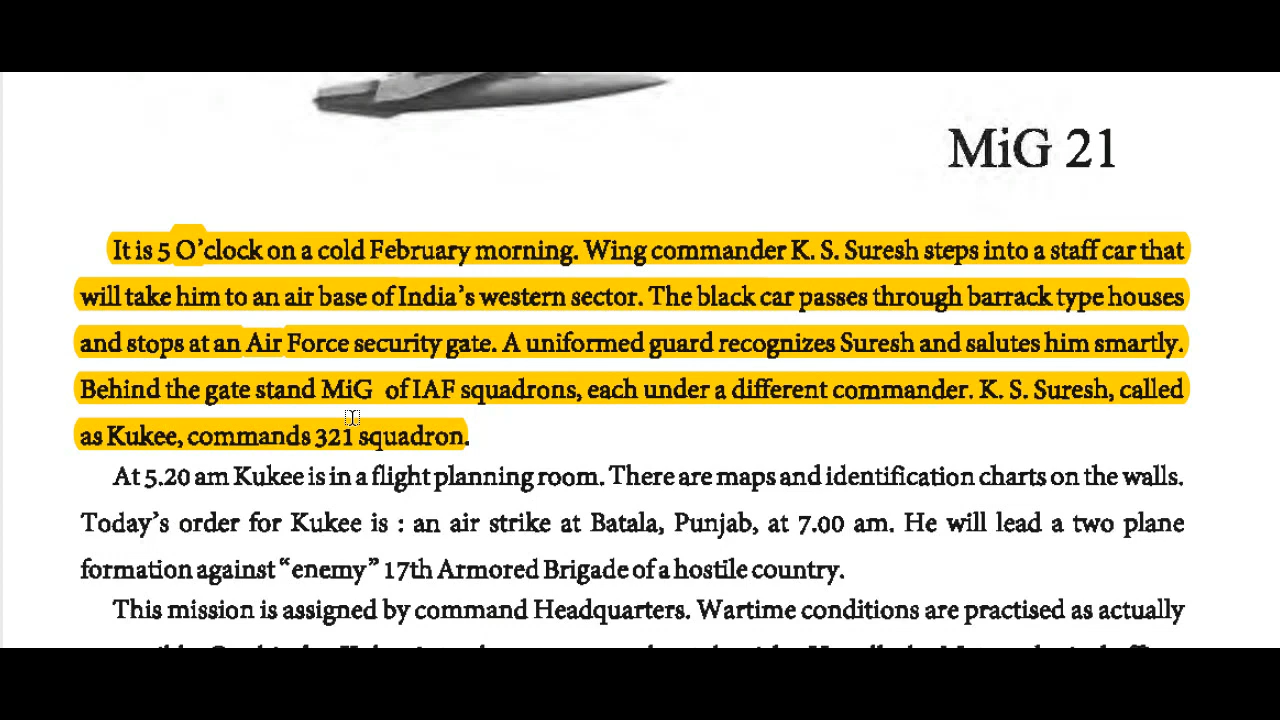 MiG 21
It is 5 O’clock on a cold February morning. Wing commander K. S. Suresh steps into a staff car that
will take him to an air base of India’s western sector. The black car passes through barrack type houses
and stops at an Air Force security gate. A uniformed guard recognizes Suresh and salutes him smartly.
Behind the gate stand MiG of IAF squadrons, each under a different commander. K. S. Suresh, called
as Kukee, commands 321 squadron.
At 5.20 am Kukee is in a flight planning room. There are maps and identification charts on the walls.
Today’s order for Kukee is : an air strike at Batala, Punjab, at 7.00 am. He will lead a two plane
formation against “enemy” 17th Armored Brigade of a hostile country.
This mission is assigned by command Headquarters. Wartime conditions are practised as actually